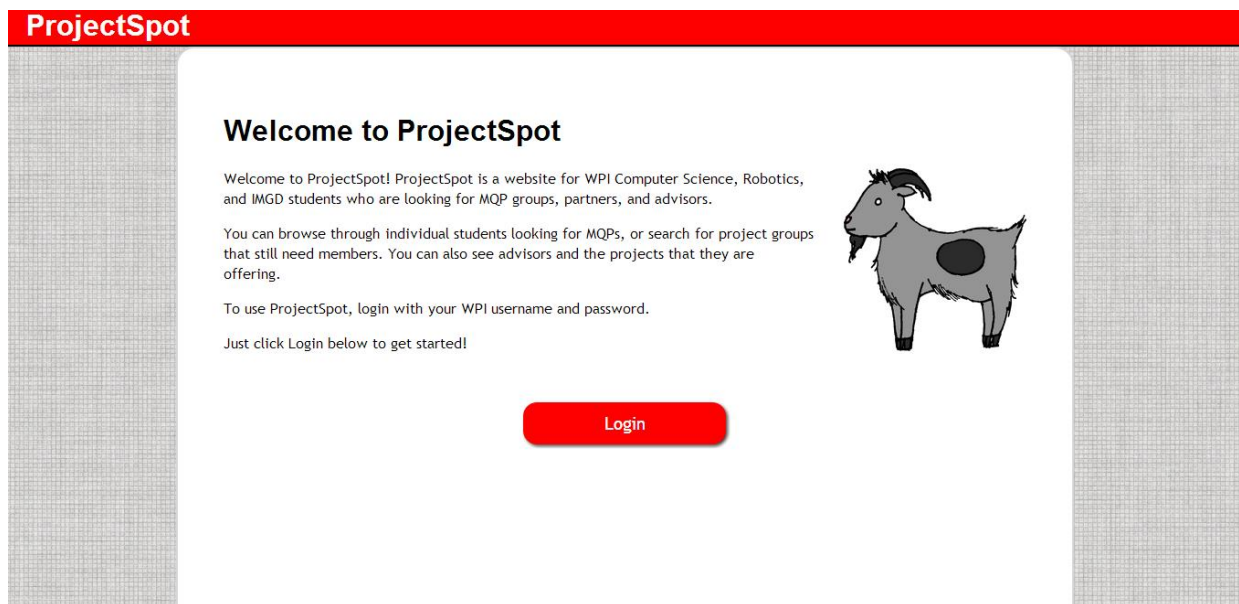 ProjectSpot
Welcome to ProjectSpot
Welcome to ProjectSpot! ProjectSpot is a website for WPI Computer Science, Robotics,
and IMGD students who are looking for MQP groups, partners, and advisors.
You can browse through individual students looking for MQPs, or search for project groups
that still need members. You can also see advisors and the projects that they are
offering.
To use ProjectSpot, login with your WPI username and password.
Just click Login below to get started!
Login